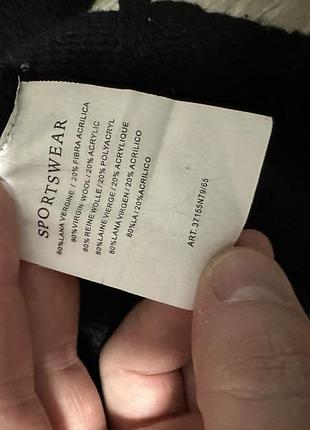 SPORTSWEAR
80%LANA VERGINE / 20% FIBRA ACRILICA
80%VIRGIN WOOL / 20% ACRYLIC
80% REINE WOLLE / 20% POLYACRYL
80%LAINE VIERGE / 20% ACRYLIQUE
80%LANA VIRGEN / 20% ACRILICO
80%LA / 20%ACRILICO
ART. 37155N79/65